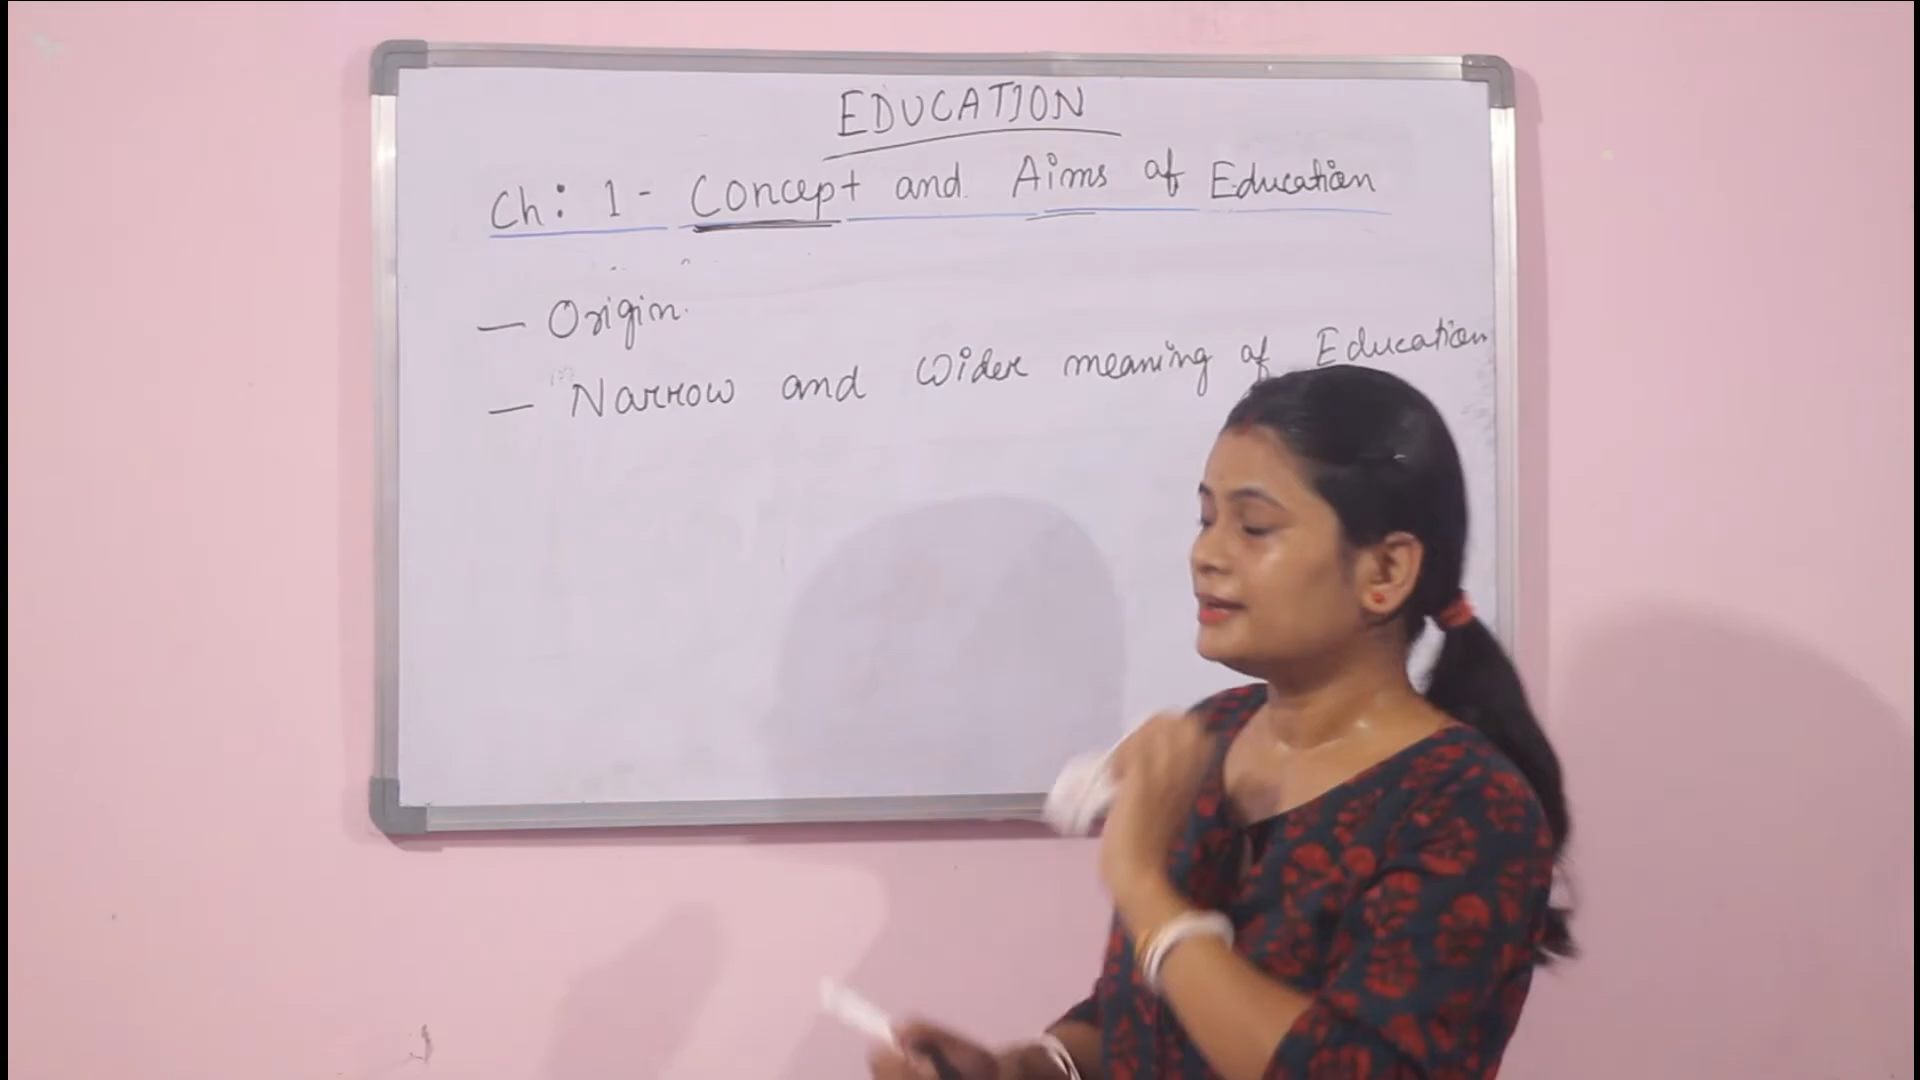 EDUCATION
Ch: 1 - Concept and Aims of Education
— Origin.
— Narrow and Wider meaning of Education